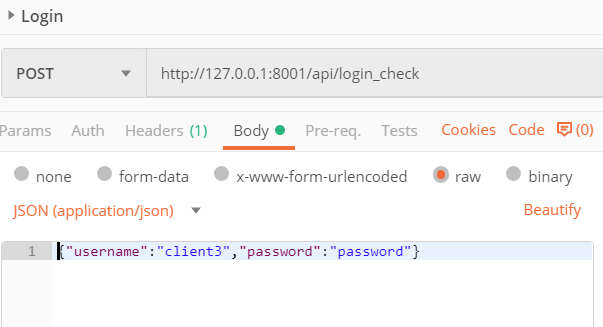 Login
POST http://127.0.0.1:8001/api/login_check
Params Auth Headers (1) Body Pre-req. Tests Cookies Code (0)
none form-data x-www-form-urlencoded raw binary
JSON (application/json) Beautify
1 {"username":"client3","password":"password"}